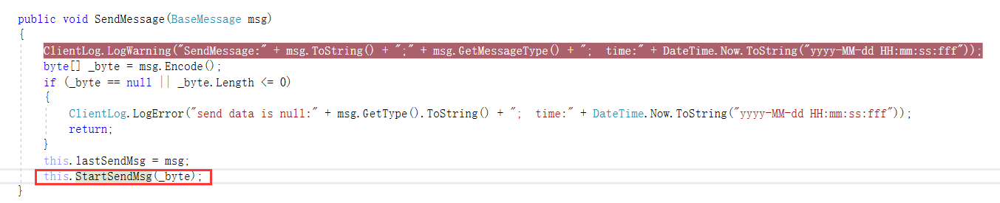 public void SendMessage(BaseMessage msg)
{
ClientLog.LogWarning("SendMessage:" + msg.ToString() + ";" + msg.GetMessageType() + ";  time:" + DateTime.Now.ToString("yyyy-MM-dd HH:mm:ss:fff"));
byte[] _byte = msg.Encode();
if (_byte == null || _byte.Length <= 0)
{
ClientLog.LogError("send data is null:" + msg.GetType().ToString() + ";  time:" + DateTime.Now.ToString("yyyy-MM-dd HH:mm:ss:fff"));
return;
}
this.lastSendMsg = msg;
this.StartSendMsg(_byte);
}